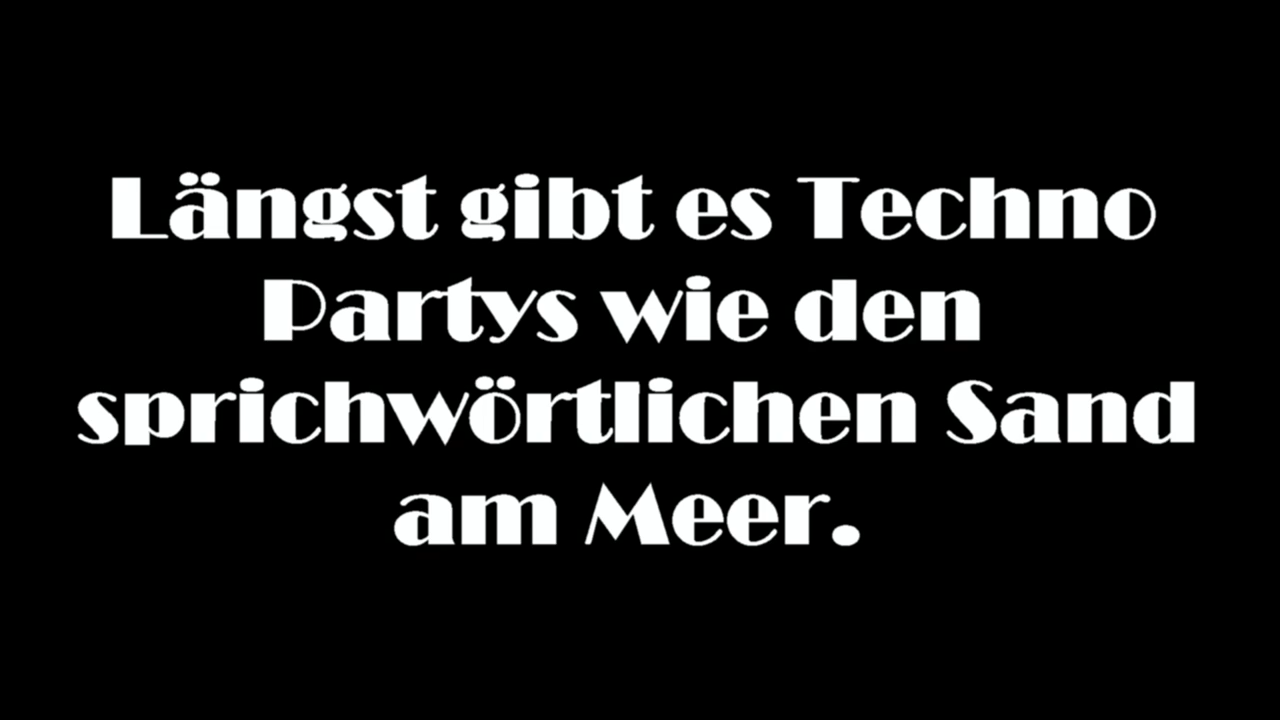 Längst gibt es Techno
Partys wie den
sprichwörtlichen Sand
am Meer.